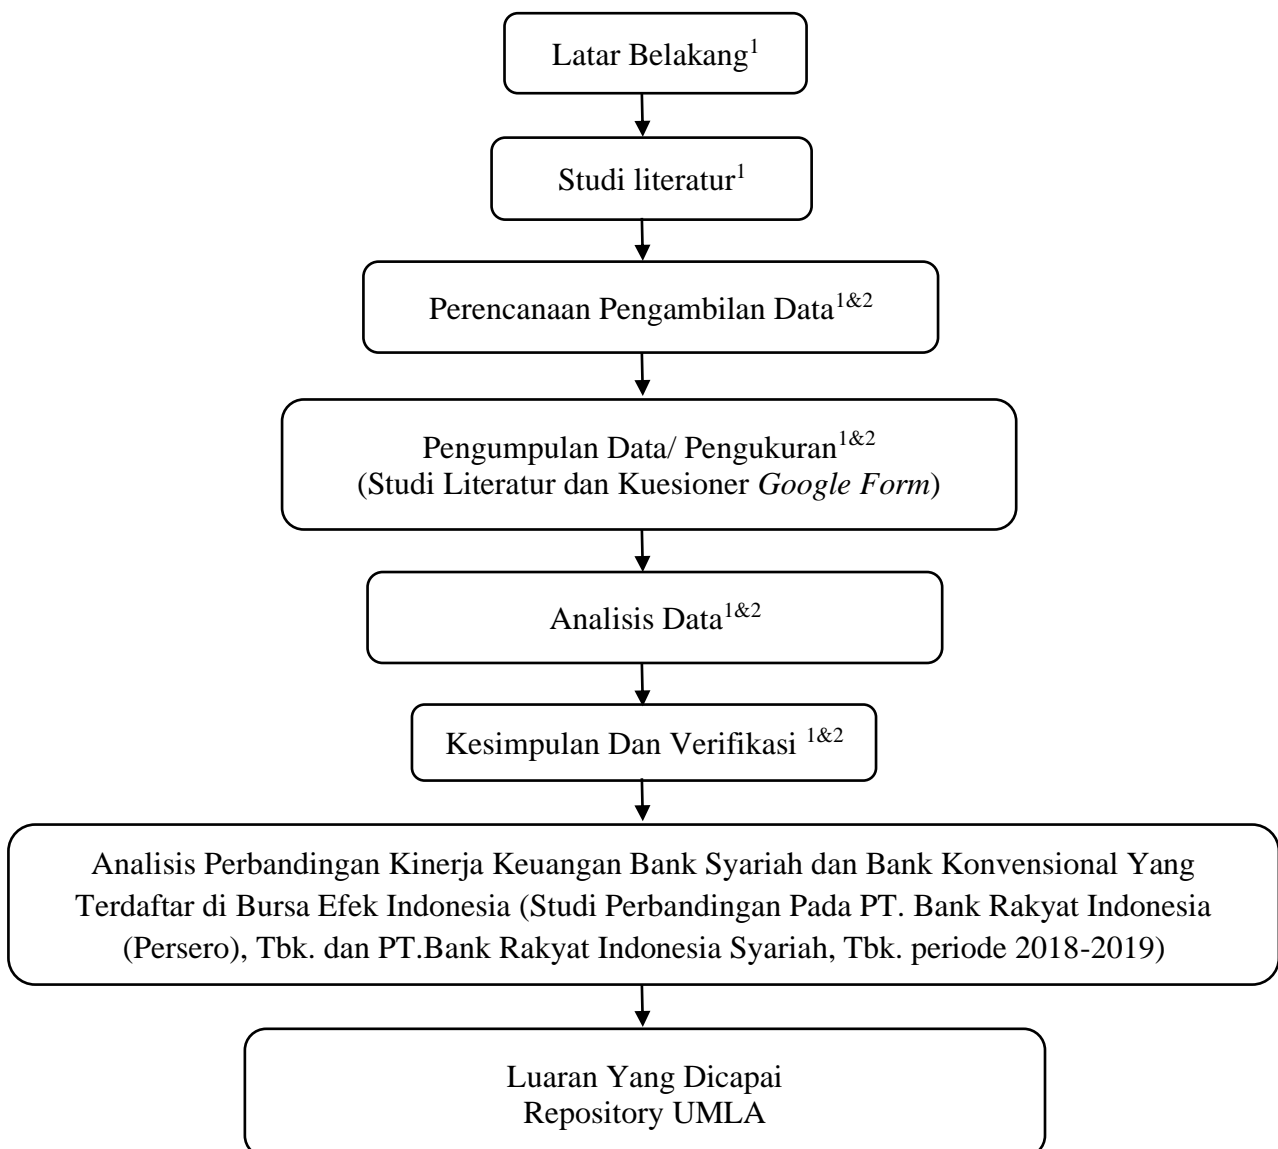 Latar Belakang¹
Studi literatur¹
Perencanaan Pengambilan Data¹&²
Pengumpulan Data/ Pengukuran¹&²
(Studi Literatur dan Kuesioner Google Form)
Analisis Data¹&²
Kesimpulan Dan Verifikasi ¹&²
Analisis Perbandingan Kinerja Keuangan Bank Syariah dan Bank Konvensional Yang
Terdaftar di Bursa Efek Indonesia (Studi Perbandingan Pada PT. Bank Rakyat Indonesia
(Persero), Tbk. dan PT.Bank Rakyat Indonesia Syariah, Tbk. periode 2018-2019)
Luaran Yang Dicapai
Repository UMLA